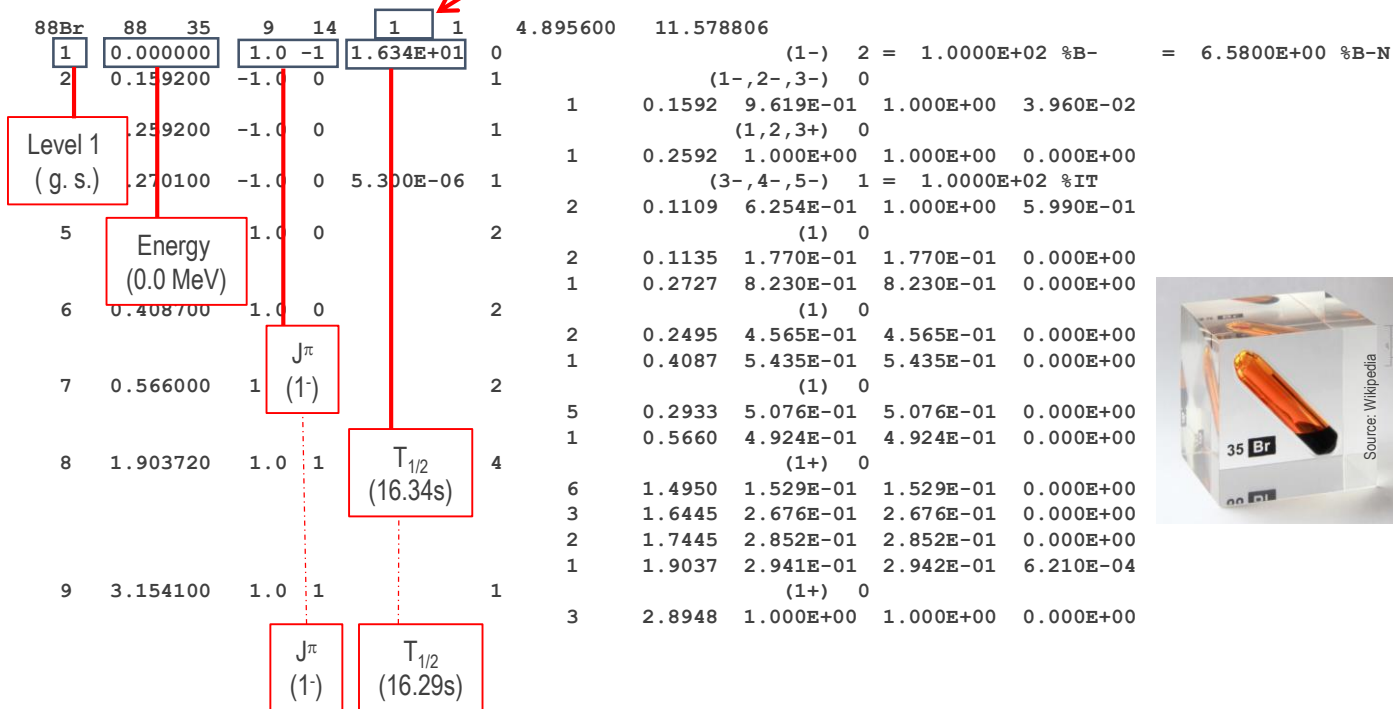 88Br 88 35 9 14 1 1 4.895600 11.578806
1 0.000000 1.0 -1 1.634E+01 0 (1-) 2 = 1.0000E+02 %B- = 6.5800E+00 %B-N
2 0.159200 -1.0 0 1 (1-,2-,3-) 0
1 0.1592 9.619E-01 1.000E+00 3.960E-02
.259200 -1.0 0 1 (1,2,3+) 0
1 0.2592 1.000E+00 1.000E+00 0.000E+00
.270100 -1.0 0 5.300E-06 1 (3-,4-,5-) 1 = 1.0000E+02 %IT
2 0.1109 6.254E-01 1.000E+00 5.990E-01
5 1.0 0 2 (1) 0
2 0.1135 1.770E-01 1.770E-01 0.000E+00
1 0.2727 8.230E-01 8.230E-01 0.000E+00
6 0.408700 1.0 0 2 (1) 0
2 0.2495 4.565E-01 4.565E-01 0.000E+00
1 0.4087 5.435E-01 5.435E-01 0.000E+00
7 0.566000 1 2 (1) 0
5 0.2933 5.076E-01 5.076E-01 0.000E+00
1 0.5660 4.924E-01 4.924E-01 0.000E+00
8 1.903720 1.0 1 4 (1+) 0
6 1.4950 1.529E-01 1.529E-01 0.000E+00
3 1.6445 2.676E-01 2.676E-01 0.000E+00
2 1.7445 2.852E-01 2.852E-01 0.000E+00
1 1.9037 2.941E-01 2.942E-01 6.210E-04
9 3.154100 1.0 1 1 (1+) 0
3 2.8948 1.000E+00 1.000E+00 0.000E+00
Level 1
( g. s.)
Energy
(0.0 MeV)
Jπ
(1-)
T1/2
(16.34s)
Jπ
(1-)
T1/2
(16.29s)
35 Br
Source: Wikipedia